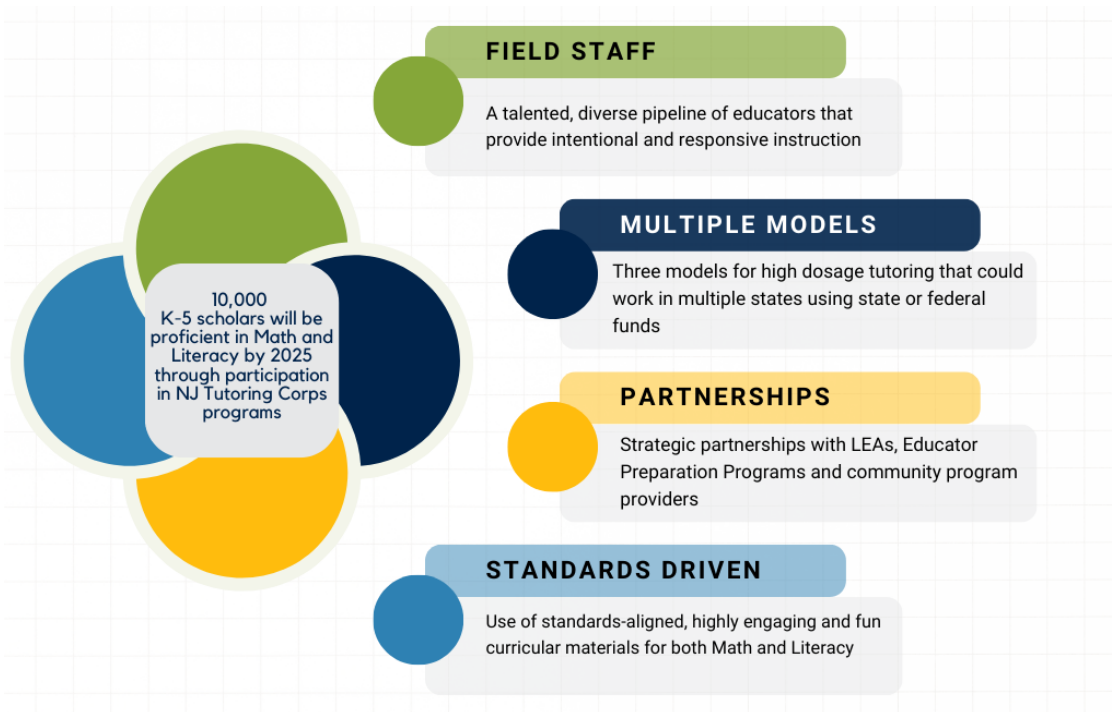 10,000
K-5 scholars will be
proficient in Math and
Literacy by 2025
through participation
in NJ Tutoring Corps
programs
FIELD STAFF
A talented, diverse pipeline of educators that
provide intentional and responsive instruction
MULTIPLE MODELS
Three models for high dosage tutoring that could
work in multiple states using state or federal
funds
PARTNERSHIPS
Strategic partnerships with LEAs, Educator
Preparation Programs and community program
providers
STANDARDS DRIVEN
Use of standards-aligned, highly engaging and fun
curricular materials for both Math and Literacy